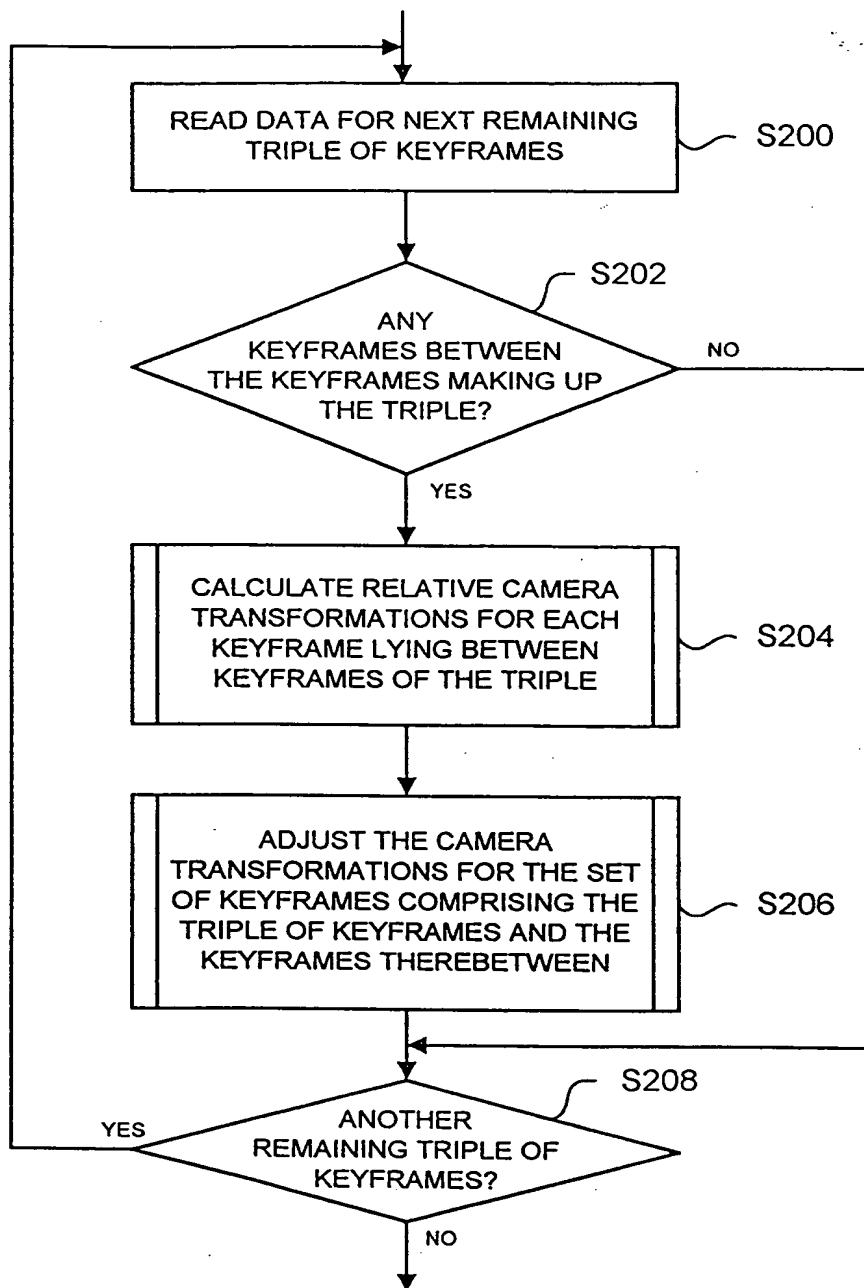 READ DATA FOR NEXT REMAINING
TRIPLE OF KEYFRAMES
S200
S202
ANY
KEYFRAMES BETWEEN
THE KEYFRAMES MAKING UP
THE TRIPLE?
NO
YES
CALCULATE RELATIVE CAMERA
TRANSFORMATIONS FOR EACH
KEYFRAME LYING BETWEEN
KEYFRAMES OF THE TRIPLE
S204
ADJUST THE CAMERA
TRANSFORMATIONS FOR THE SET
OF KEYFRAMES COMPRISING THE
TRIPLE OF KEYFRAMES AND THE
KEYFRAMES THEREBETWEEN
S206
S208
YES
ANOTHER
REMAINING TRIPLE OF
KEYFRAMES?
NO